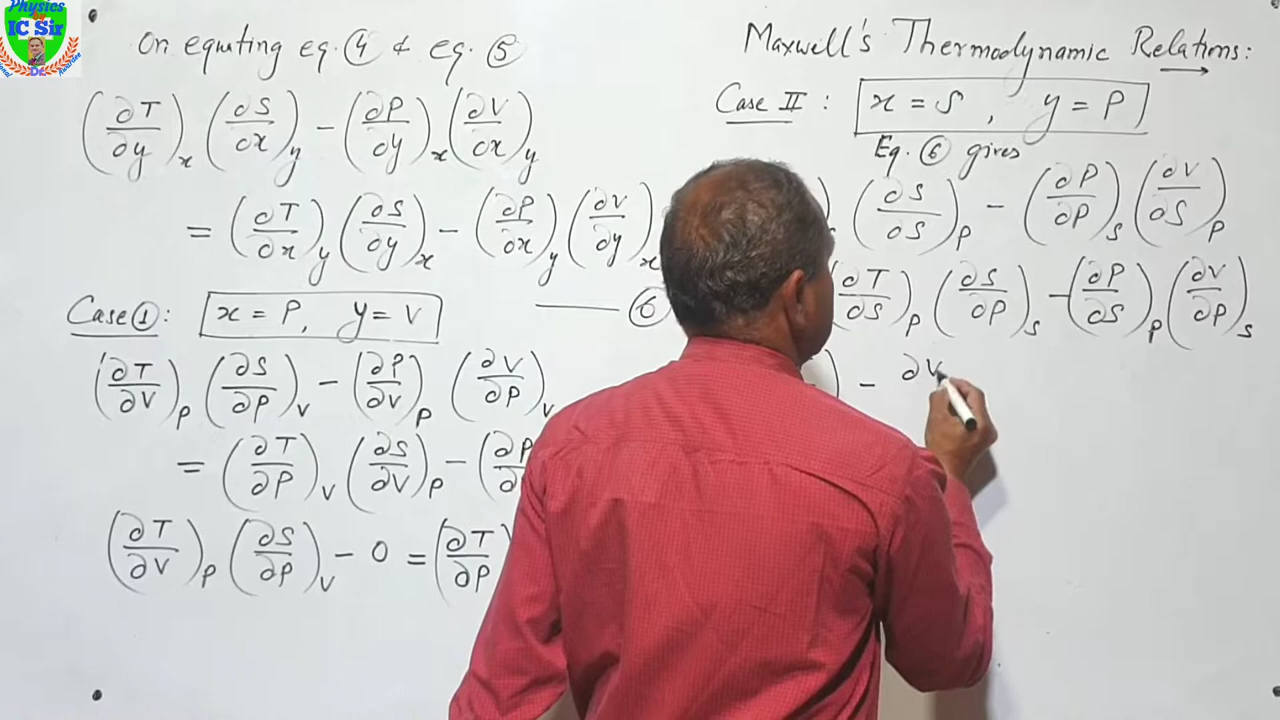 Physics
by
IC Sir
On equating eq. ④ & eq. ⑤
(∂T/∂y)x (∂S/∂x)y − (∂P/∂y)x (∂V/∂x)y
= (∂T/∂x)y (∂S/∂y)x − (∂P/∂x)y (∂V/∂y)x
⑥
Case ①: x = P, y = V
(∂T/∂V)P (∂S/∂P)V − (∂P/∂V)P (∂V/∂P)V
= (∂T/∂P)V (∂S/∂V)P − (∂P
(∂T/∂V)P (∂S/∂P)V − 0 = (∂T/∂P)
Maxwell's Thermodynamic Relations:
Case II : x = S, y = P
Eq. ⑥ gives
(∂S/∂S)P − (∂P/∂P)S (∂V/∂S)P
(∂T/∂S)P (∂S/∂P)S − (∂P/∂S)P (∂V/∂P)S
) − ∂V